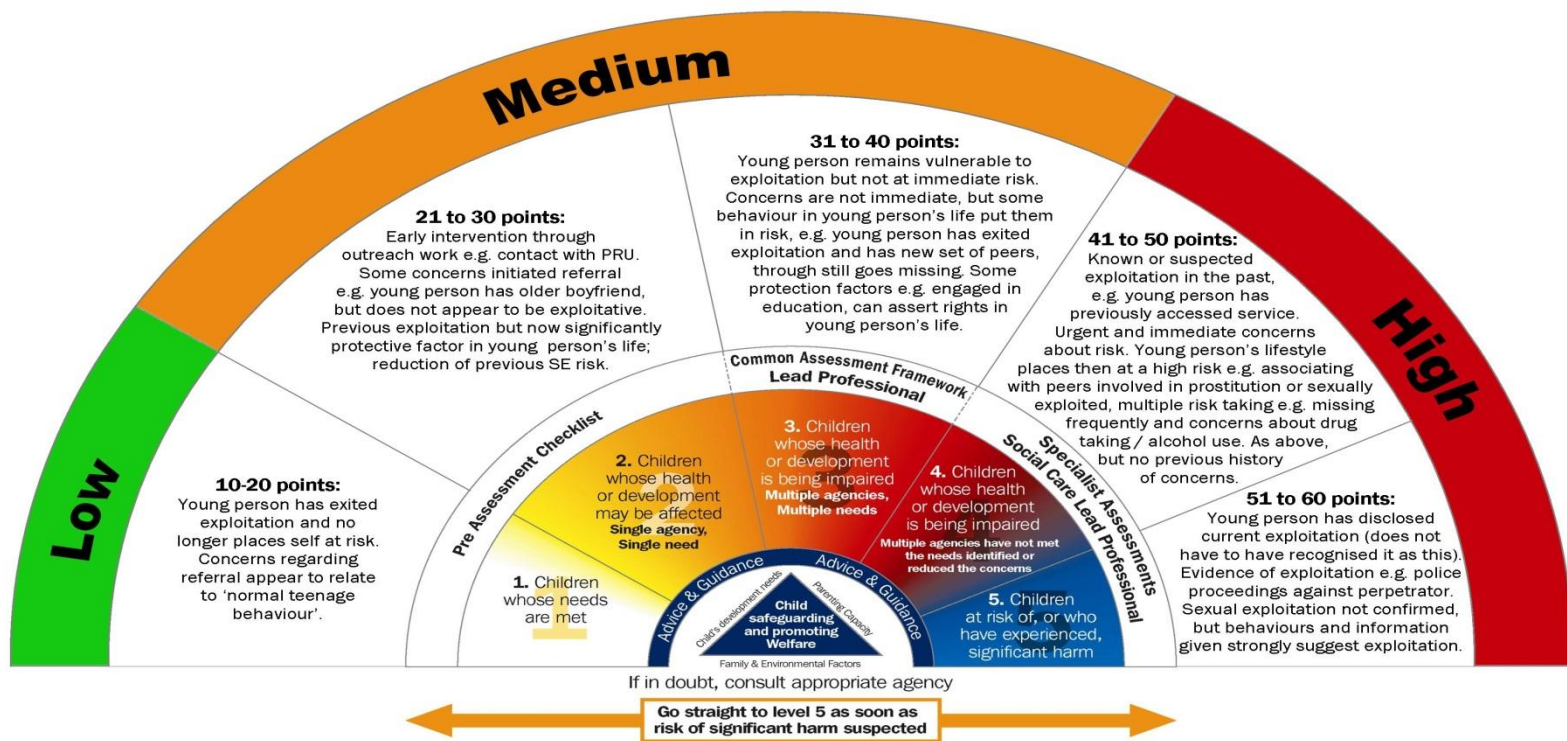 Low
Medium
High
10-20 points:
Young person has exited
exploitation and no
longer places self at risk.
Concerns regarding
referral appear to relate
to ‘normal teenage
behaviour’.
21 to 30 points:
Early intervention through
outreach work e.g. contact with PRU.
Some concerns initiated referral
e.g. young person has older boyfriend,
but does not appear to be exploitative.
Previous exploitation but now significantly
protective factor in young person’s life;
reduction of previous SE risk.
31 to 40 points:
Young person remains vulnerable to
exploitation but not at immediate risk.
Concerns are not immediate, but some
behaviour in young person’s life put them
in risk, e.g. young person has exited
exploitation and has new set of peers,
through still goes missing. Some
protection factors e.g. engaged in
education, can assert rights in
young person’s life.
41 to 50 points:
Known or suspected
exploitation in the past,
e.g. young person has
previously accessed service.
Urgent and immediate concerns
about risk. Young person’s lifestyle
places then at a high risk e.g. associating
with peers involved in prostitution or sexually
exploited, multiple risk taking e.g. missing
frequently and concerns about drug
taking / alcohol use. As above,
but no previous history
of concerns.
51 to 60 points:
Young person has disclosed
current exploitation (does not
have to have recognised it as this).
Evidence of exploitation e.g. police
proceedings against perpetrator.
Sexual exploitation not confirmed,
but behaviours and information
given strongly suggest exploitation.
Pre Assessment Checklist
Common Assessment Framework
Lead Professional
Specialist Assessments
Social Care Lead Professional
1
1. Children
whose needs
are met
2
2. Children
whose health
or development
may be affected
Single agency,
Single need
3
3. Children
whose health
or development
is being impaired
Multiple agencies,
Multiple needs
4
4. Children
whose health
or development
is being impaired
Multiple agencies have not met
the needs identified or
reduced the concerns
5
5. Children
at risk of, or who
have experienced,
significant harm
Advice & Guidance
Advice & Guidance
Child's development needs
Parenting Capacity
Child
safeguarding
and promoting
Welfare
Family & Environmental Factors
If in doubt, consult appropriate agency
Go straight to level 5 as soon as
risk of significant harm suspected